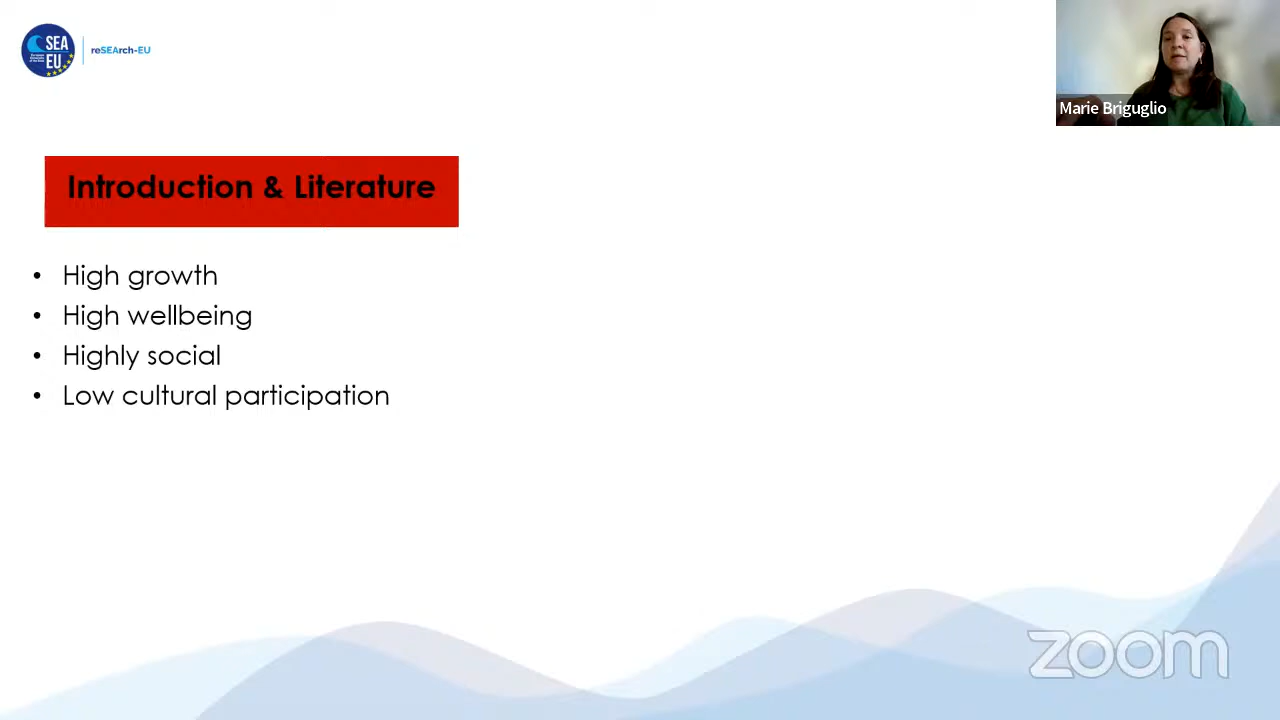 SEA
EU
reSEArch-EU
Marie Briguglio
Introduction & Literature
• High growth
• High wellbeing
• Highly social
• Low cultural participation
zoom